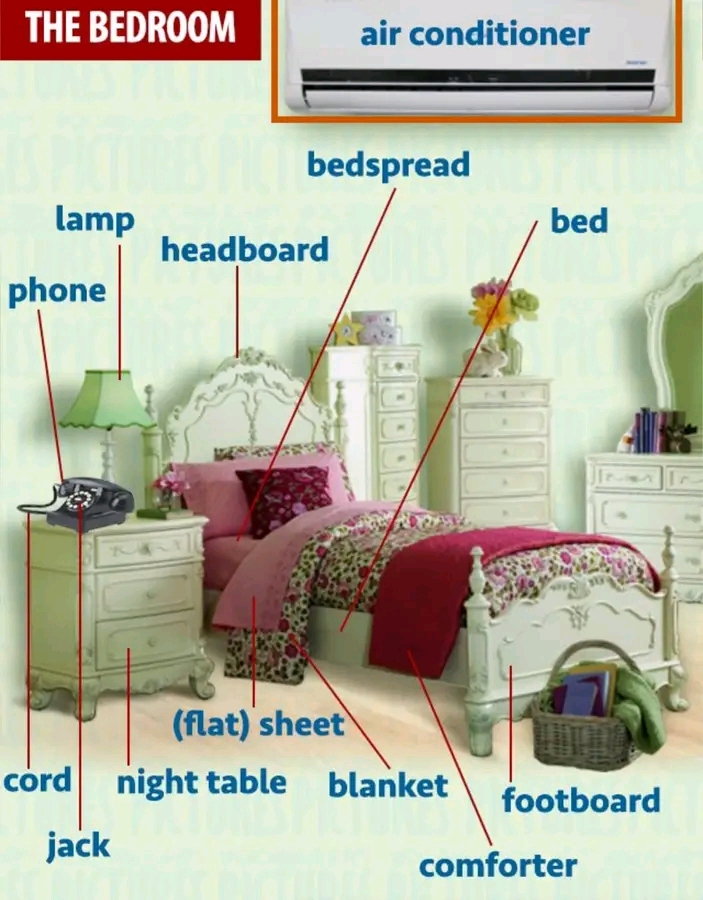 THE BEDROOM
air conditioner
bedspread
lamp
bed
headboard
phone
(flat) sheet
cord
night table
blanket
footboard
jack
comforter